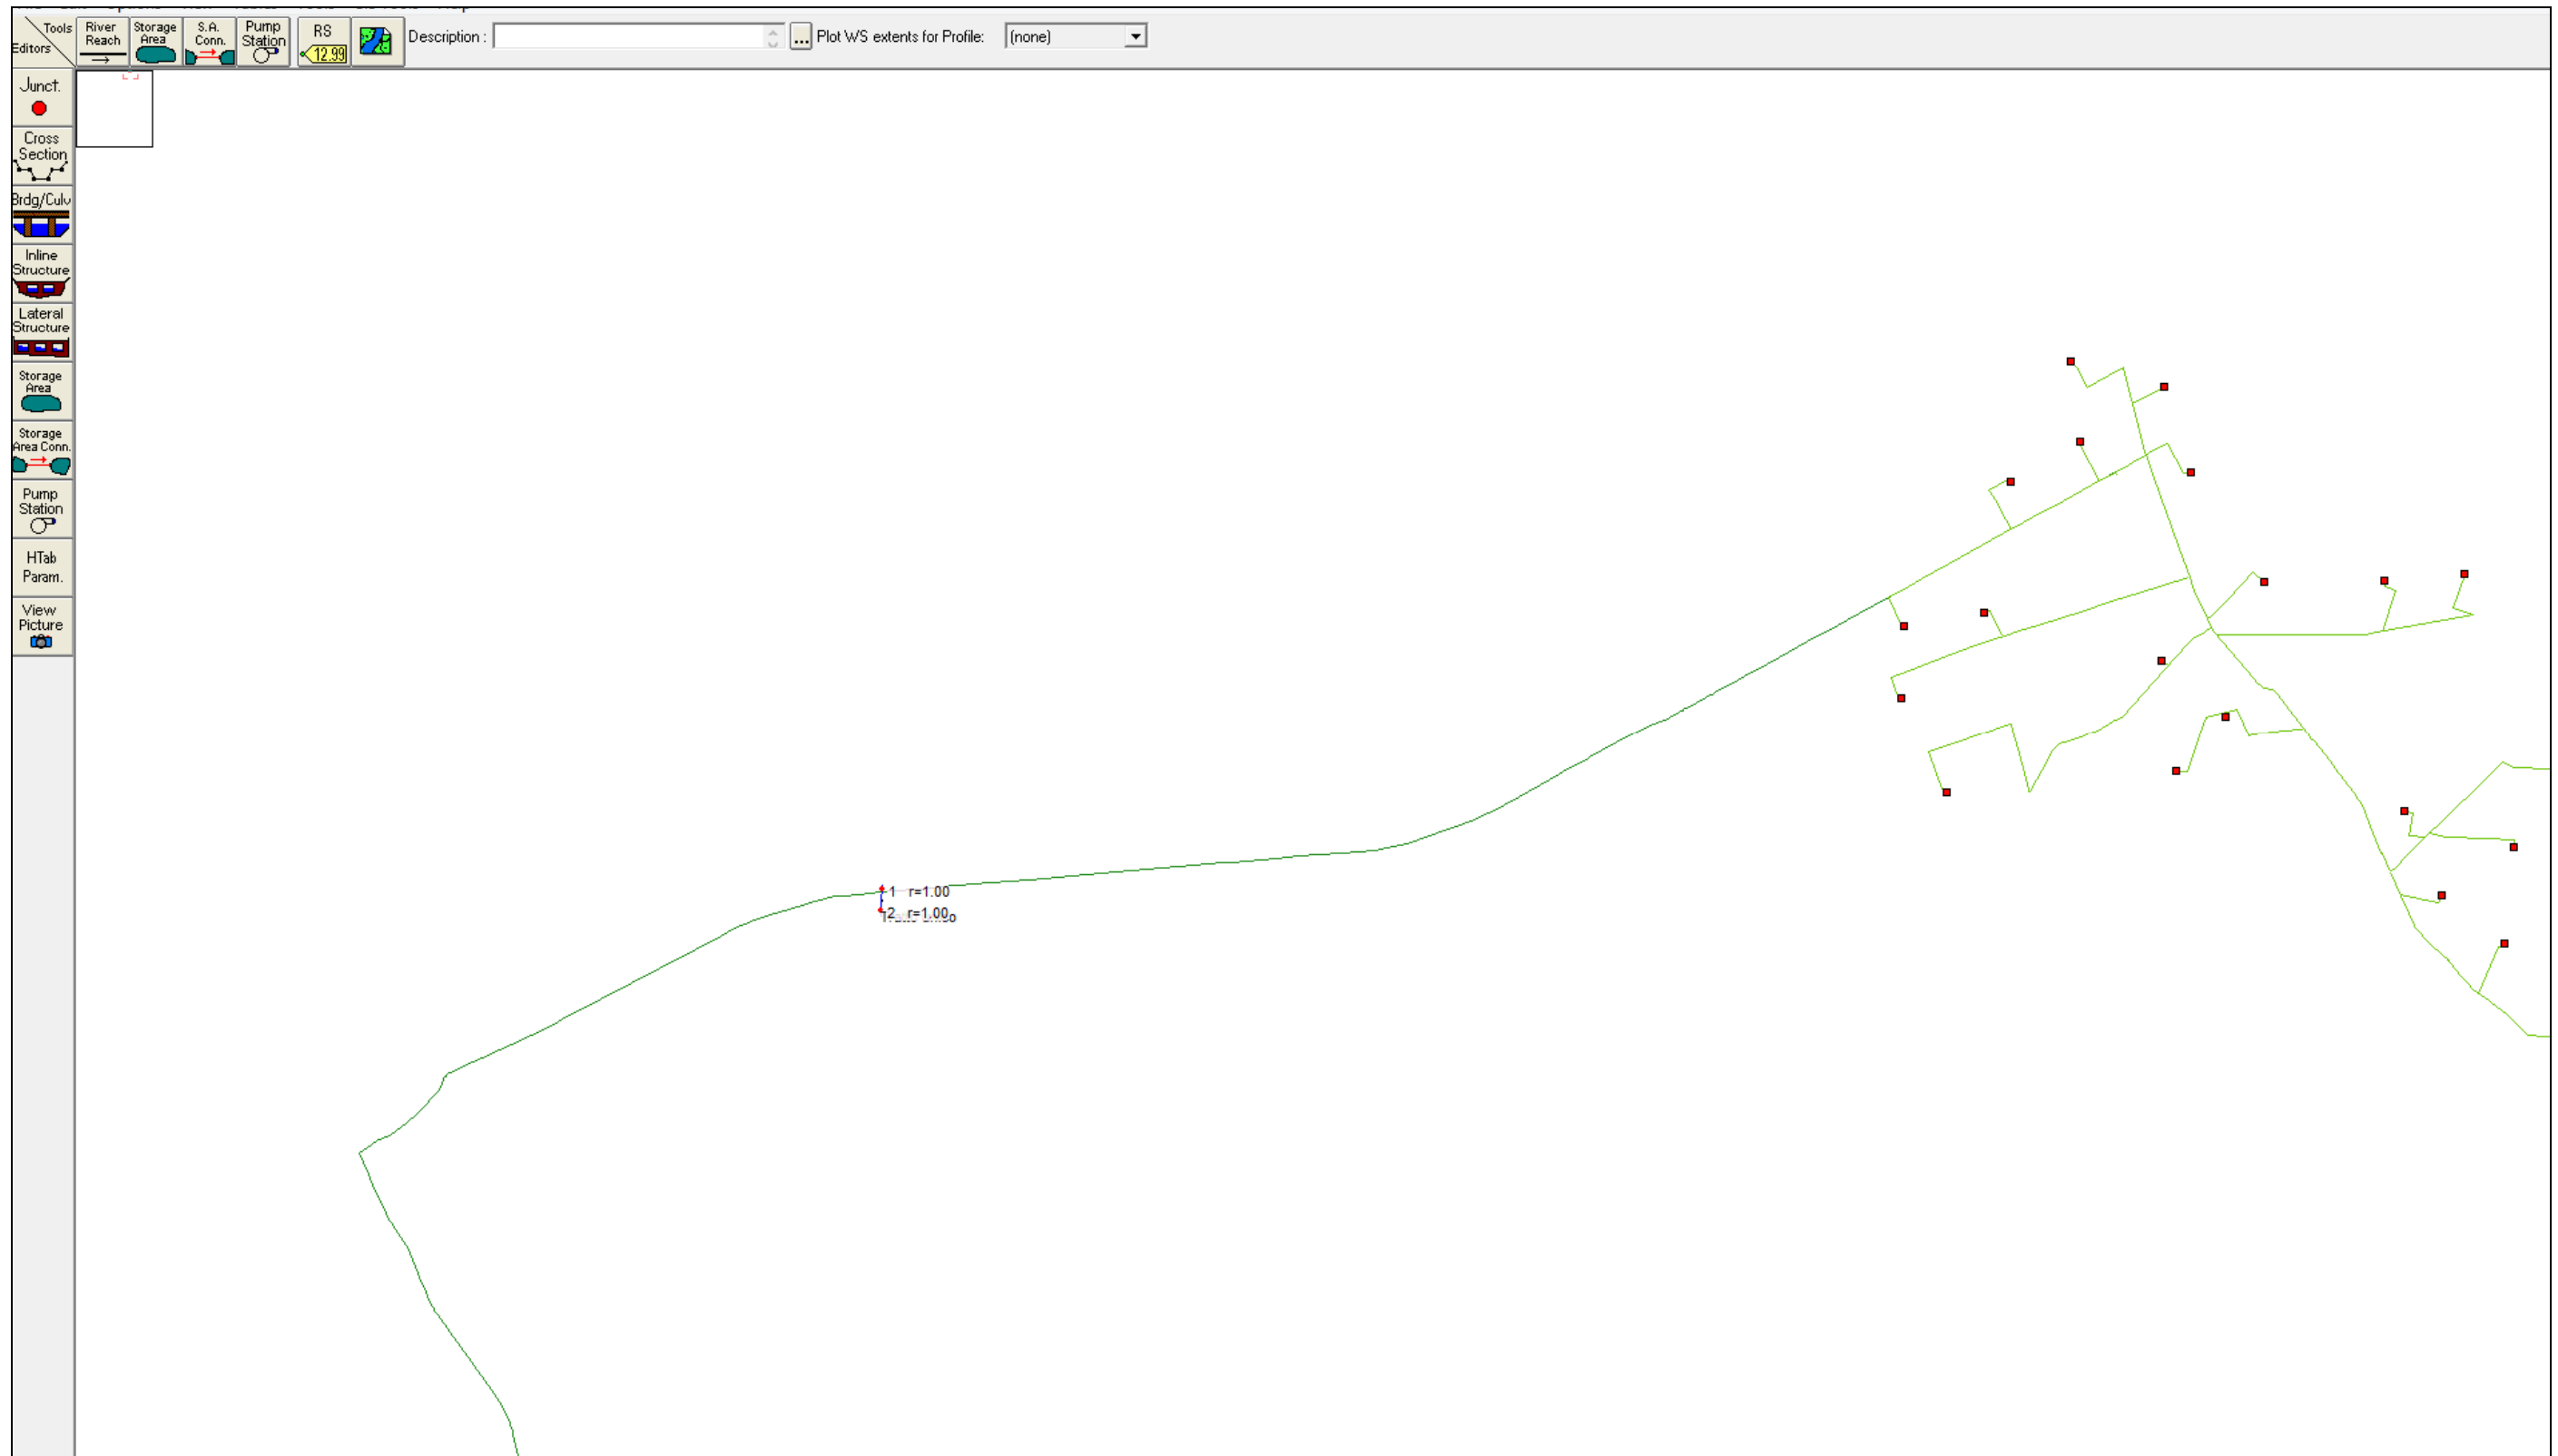 Tools
Editors
River
Reach
Storage
Area
S.A.
Conn.
Pump
Station
RS
12.99
Description :
...
Plot WS extents for Profile:
(none)
Junct.
Cross
Section
Brdg/Culv
Inline
Structure
Lateral
Structure
Storage
Area
Storage
Area Conn.
Pump
Station
HTab
Param.
View
Picture
1 r=1.00
2 r=1.00